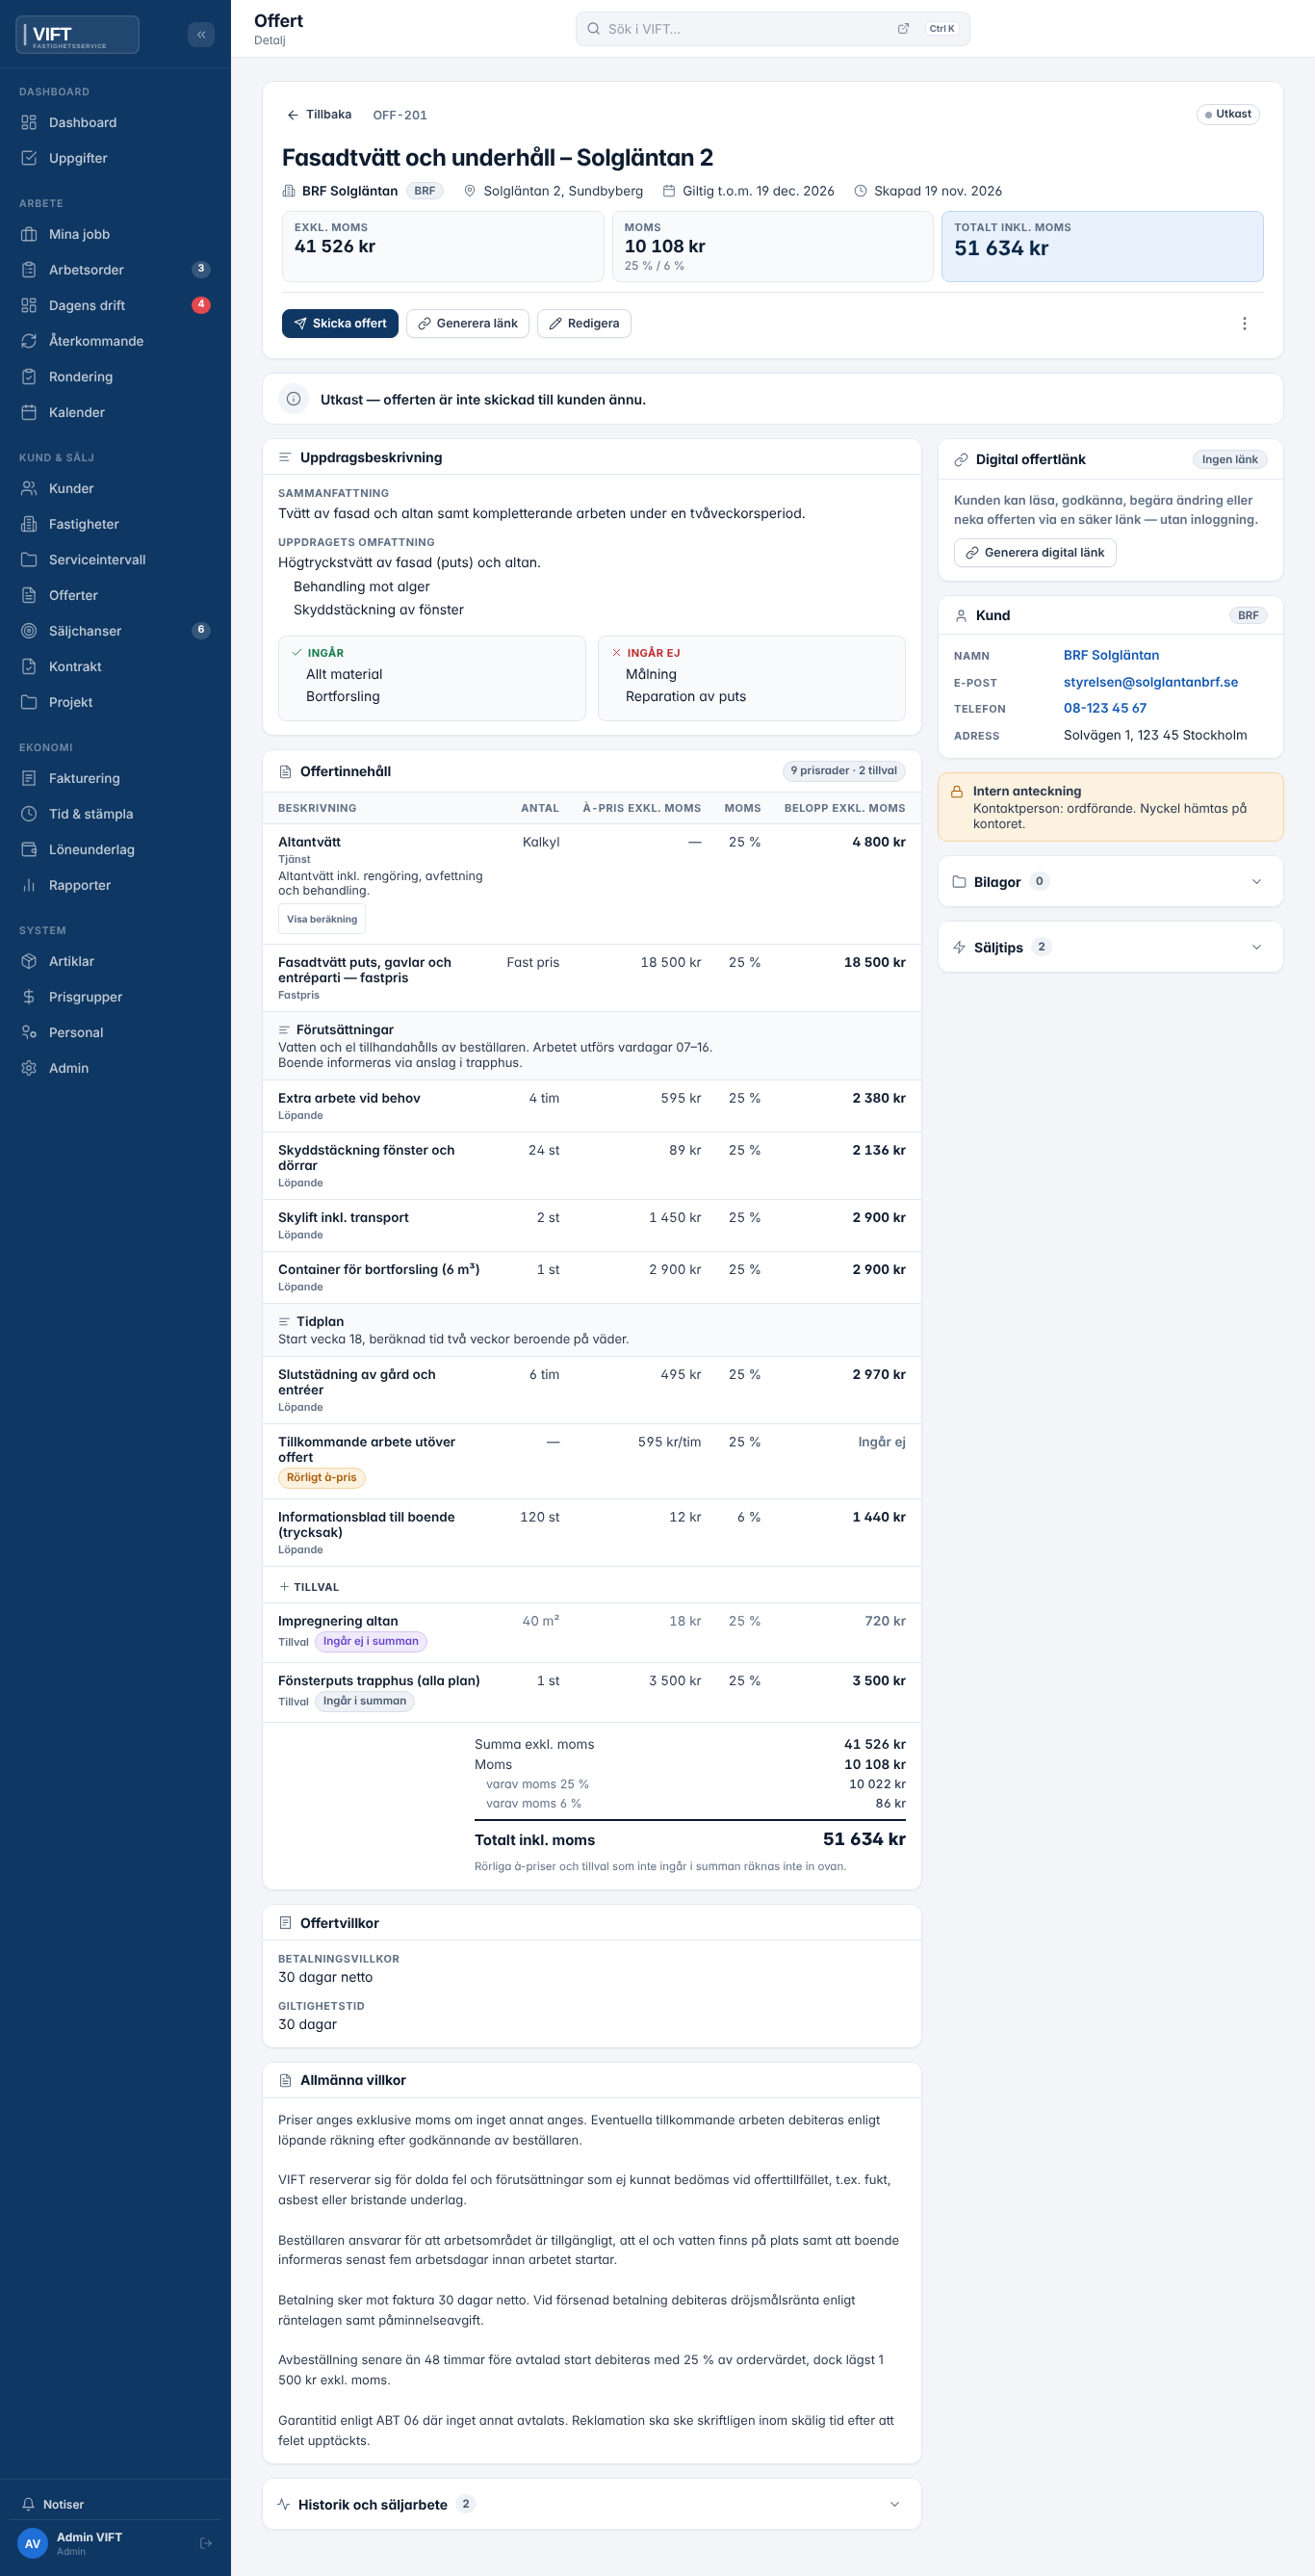 VIFT
FASTIGHETSSERVICE
DASHBOARD
Dashboard
Uppgifter
ARBETE
Mina jobb
Arbetsorder 3
Dagens drift 4
Återkommande
Rondering
Kalender
KUND & SÄLJ
Kunder
Fastigheter
Serviceintervall
Offerter
Säljchanser 6
Kontrakt
Projekt
EKONOMI
Fakturering
Tid & stämpla
Löneunderlag
Rapporter
SYSTEM
Artiklar
Prisgrupper
Personal
Admin
Notiser
AV
Admin VIFT
Admin
Offert
Detalj
Sök i VIFT...
Ctrl K
Tillbaka OFF-201 Utkast
Fasadtvätt och underhåll – Solgläntan 2
BRF Solgläntan BRF Solgläntan 2, Sundbyberg Giltig t.o.m. 19 dec. 2026 Skapad 19 nov. 2026
EXKL. MOMS
41 526 kr
MOMS
10 108 kr
25 % / 6 %
TOTALT INKL. MOMS
51 634 kr
Skicka offert Generera länk Redigera
Utkast — offerten är inte skickad till kunden ännu.
Uppdragsbeskrivning
SAMMANFATTNING
Tvätt av fasad och altan samt kompletterande arbeten under en tvåveckorsperiod.
UPPDRAGETS OMFATTNING
Högtryckstvätt av fasad (puts) och altan.
Behandling mot alger
Skyddstäckning av fönster
INGÅR
Allt material
Bortforsling
INGÅR EJ
Målning
Reparation av puts
Offertinnehåll 9 prisrader · 2 tillval
BESKRIVNING ANTAL À-PRIS EXKL. MOMS MOMS BELOPP EXKL. MOMS
Altantvätt Kalkyl — 25 % 4 800 kr
Tjänst
Altantvätt inkl. rengöring, avfettning
och behandling.
Visa beräkning
Fasadtvätt puts, gavlar och Fast pris 18 500 kr 25 % 18 500 kr
entréparti — fastpris
Fastpris
Förutsättningar
Vatten och el tillhandahålls av beställaren. Arbetet utförs vardagar 07–16.
Boende informeras via anslag i trapphus.
Extra arbete vid behov 4 tim 595 kr 25 % 2 380 kr
Löpande
Skyddstäckning fönster och 24 st 89 kr 25 % 2 136 kr
dörrar
Löpande
Skylift inkl. transport 2 st 1 450 kr 25 % 2 900 kr
Löpande
Container för bortforsling (6 m³) 1 st 2 900 kr 25 % 2 900 kr
Löpande
Tidplan
Start vecka 18, beräknad tid två veckor beroende på väder.
Slutstädning av gård och 6 tim 495 kr 25 % 2 970 kr
entréer
Löpande
Tillkommande arbete utöver — 595 kr/tim 25 % Ingår ej
offert
Rörligt à-pris
Informationsblad till boende 120 st 12 kr 6 % 1 440 kr
(trycksak)
Löpande
TILLVAL
Impregnering altan 40 m² 18 kr 25 % 720 kr
Tillval Ingår ej i summan
Fönsterputs trapphus (alla plan) 1 st 3 500 kr 25 % 3 500 kr
Tillval Ingår i summan
Summa exkl. moms 41 526 kr
Moms 10 108 kr
varav moms 25 % 10 022 kr
varav moms 6 % 86 kr
Totalt inkl. moms 51 634 kr
Rörliga à-priser och tillval som inte ingår i summan räknas inte in ovan.
Offertvillkor
BETALNINGSVILLKOR
30 dagar netto
GILTIGHETSTID
30 dagar
Allmänna villkor
Priser anges exklusive moms om inget annat anges. Eventuella tillkommande arbeten debiteras enligt
löpande räkning efter godkännande av beställaren.
VIFT reserverar sig för dolda fel och förutsättningar som ej kunnat bedömas vid offerttillfället, t.ex. fukt,
asbest eller bristande underlag.
Beställaren ansvarar för att arbetsområdet är tillgängligt, att el och vatten finns på plats samt att boende
informeras senast fem arbetsdagar innan arbetet startar.
Betalning sker mot faktura 30 dagar netto. Vid försenad betalning debiteras dröjsmålsränta enligt
räntelagen samt påminnelseavgift.
Avbeställning senare än 48 timmar före avtalad start debiteras med 25 % av ordervärdet, dock lägst 1
500 kr exkl. moms.
Garantitid enligt ABT 06 där inget annat avtalats. Reklamation ska ske skriftligen inom skälig tid efter att
felet upptäckts.
Historik och säljarbete 2
Digital offertlänk Ingen länk
Kunden kan läsa, godkänna, begära ändring eller
neka offerten via en säker länk — utan inloggning.
Generera digital länk
Kund BRF
NAMN BRF Solgläntan
E-POST styrelsen@solglantanbrf.se
TELEFON 08-123 45 67
ADRESS Solvägen 1, 123 45 Stockholm
Intern anteckning
Kontaktperson: ordförande. Nyckel hämtas på
kontoret.
Bilagor 0
Säljtips 2